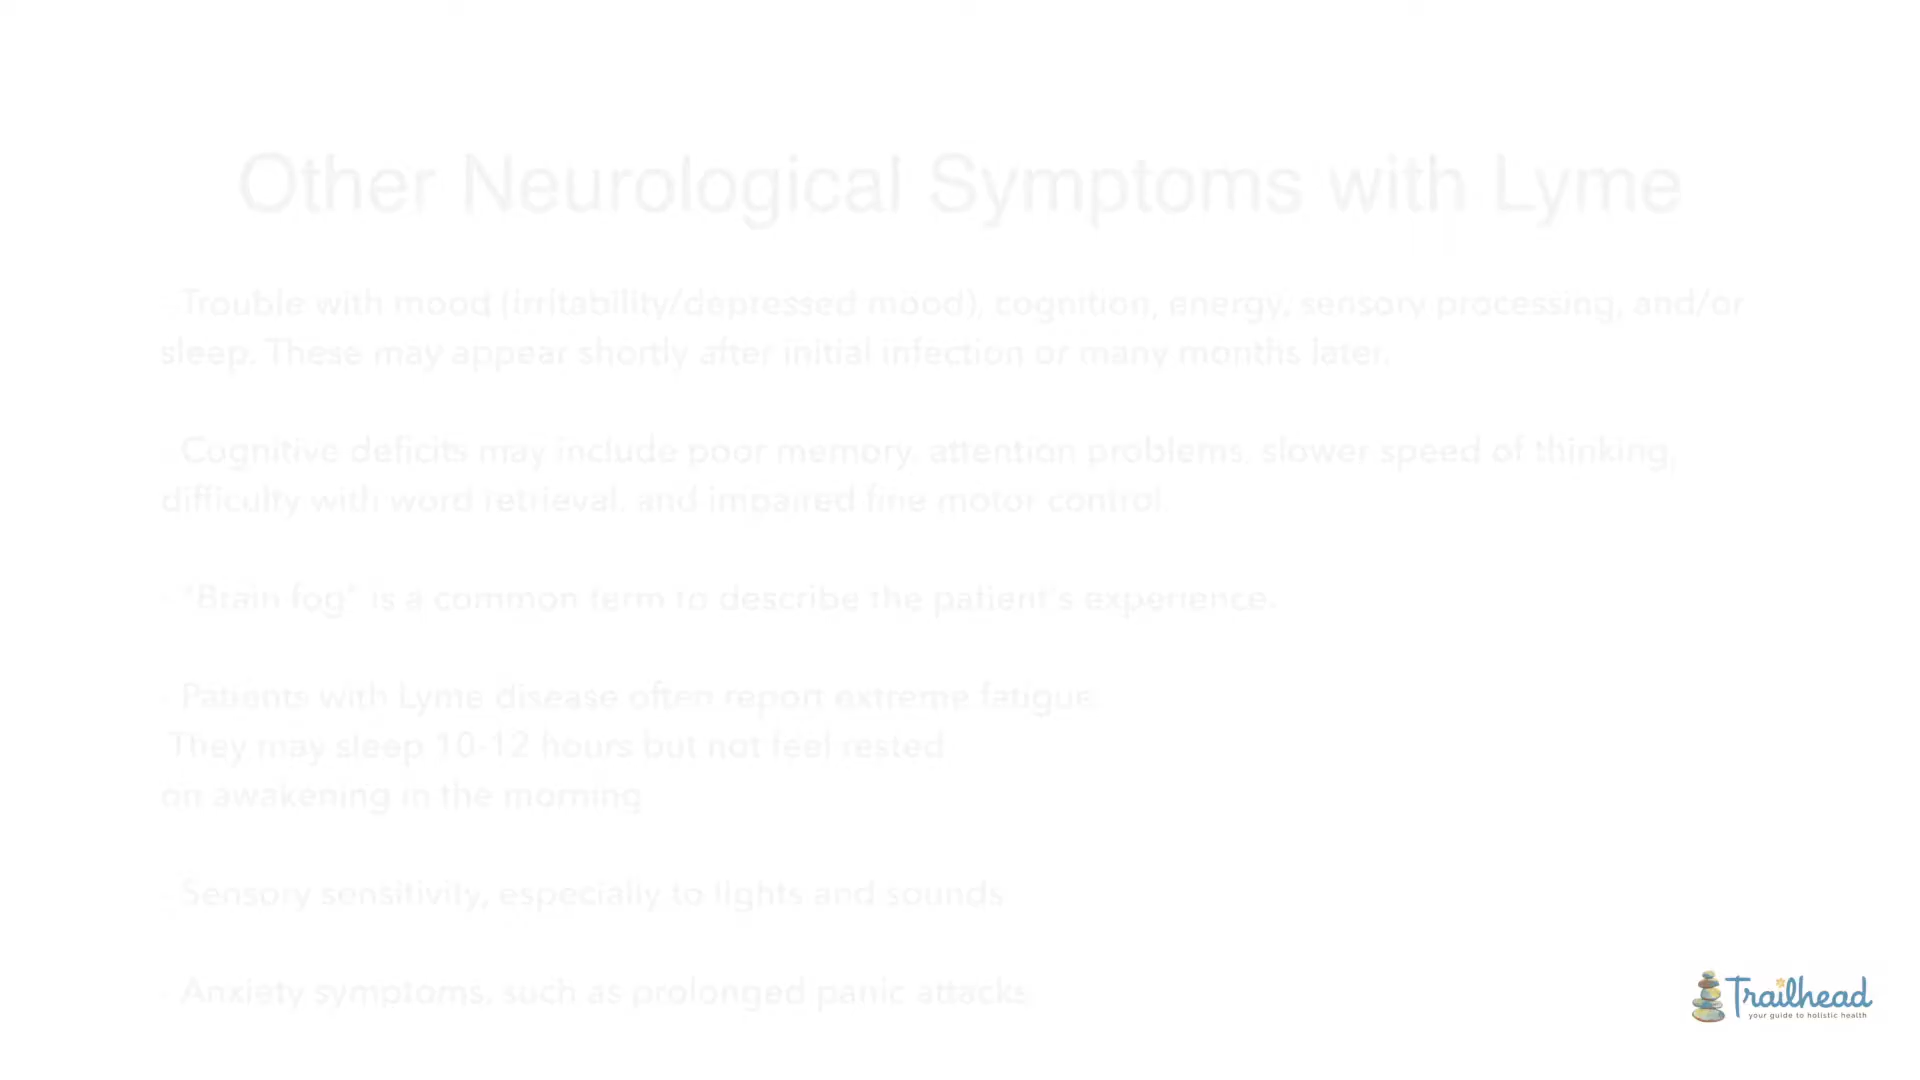 Other Neurological Symptoms with Lyme
- Trouble with mood (irritability/depressed mood), cognition, energy, sensory processing, and/or
sleep. These may appear shortly after initial infection or many months later.
- Cognitive deficits may include poor memory, attention problems, slower speed of thinking,
difficulty with word retrieval, and impaired fine motor control.
- "Brain fog" is a common term to describe the patient's experience.
- Patients with Lyme disease often report extreme fatigue.
They may sleep 10-12 hours but not feel rested
on awakening in the morning
- Sensory sensitivity, especially to lights and sounds
- Anxiety symptoms, such as prolonged panic attacks
Trailhead
your guide to holistic health